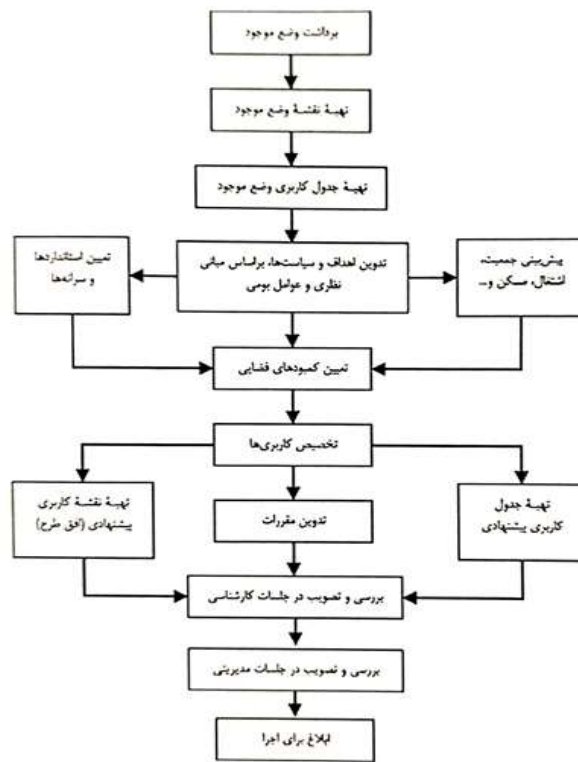 برداشت وضع موجود
تهیهٔ نقشهٔ وضع موجود
تهیهٔ جدول کاربری وضع موجود
پیش‌بینی جمعیت،
اشتغال، مسکن و...
تدوین اهداف و سیاست‌ها، براساس مبانی
نظری و عوامل بومی
تعیین استانداردها
و سرانه‌ها
تعیین کمبودهای فضایی
تخصیص کاربری‌ها
تهیهٔ جدول
کاربری پیشنهادی
تدوین مقررات
تهیهٔ نقشهٔ کاربری
پیشنهادی (افق طرح)
بررسی و تصویب در جلسات کارشناسی
بررسی و تصویب در جلسات مدیریتی
ابلاغ برای اجرا